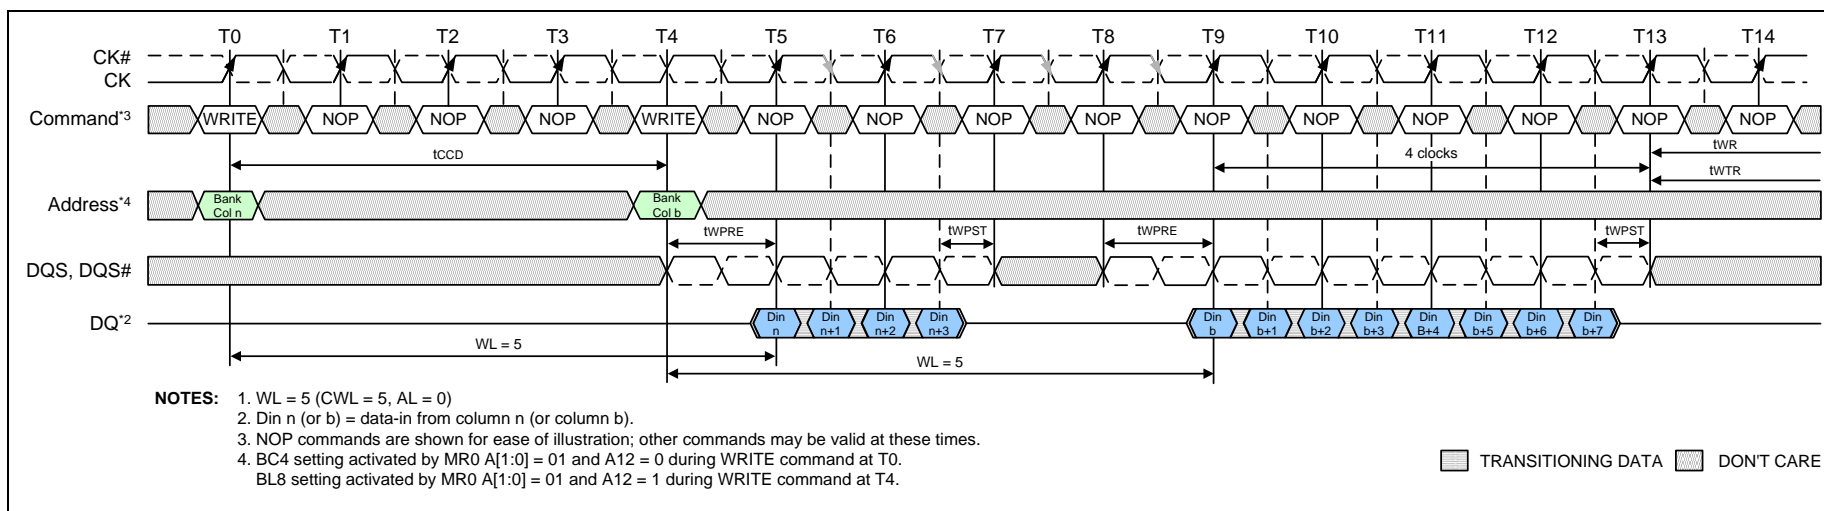 T0 T1 T2 T3 T4 T5 T6 T7 T8 T9 T10 T11 T12 T13 T14
CK#
CK
Command*3 WRITE NOP NOP NOP WRITE NOP NOP NOP NOP NOP NOP NOP NOP NOP NOP
tCCD 4 clocks tWR
tWTR
Address*4 Bank Col n Bank Col b
tWPRE tWPST tWPRE tWPST
DQS, DQS#
DQ*2 Din n Din n+1 Din n+2 Din n+3 Din b Din b+1 Din b+2 Din b+3 Din B+4 Din b+5 Din b+6 Din b+7
WL = 5
WL = 5
NOTES: 1. WL = 5 (CWL = 5, AL = 0)
2. Din n (or b) = data-in from column n (or column b).
3. NOP commands are shown for ease of illustration; other commands may be valid at these times.
4. BC4 setting activated by MR0 A[1:0] = 01 and A12 = 0 during WRITE command at T0.
BL8 setting activated by MR0 A[1:0] = 01 and A12 = 1 during WRITE command at T4.
TRANSITIONING DATA DON'T CARE